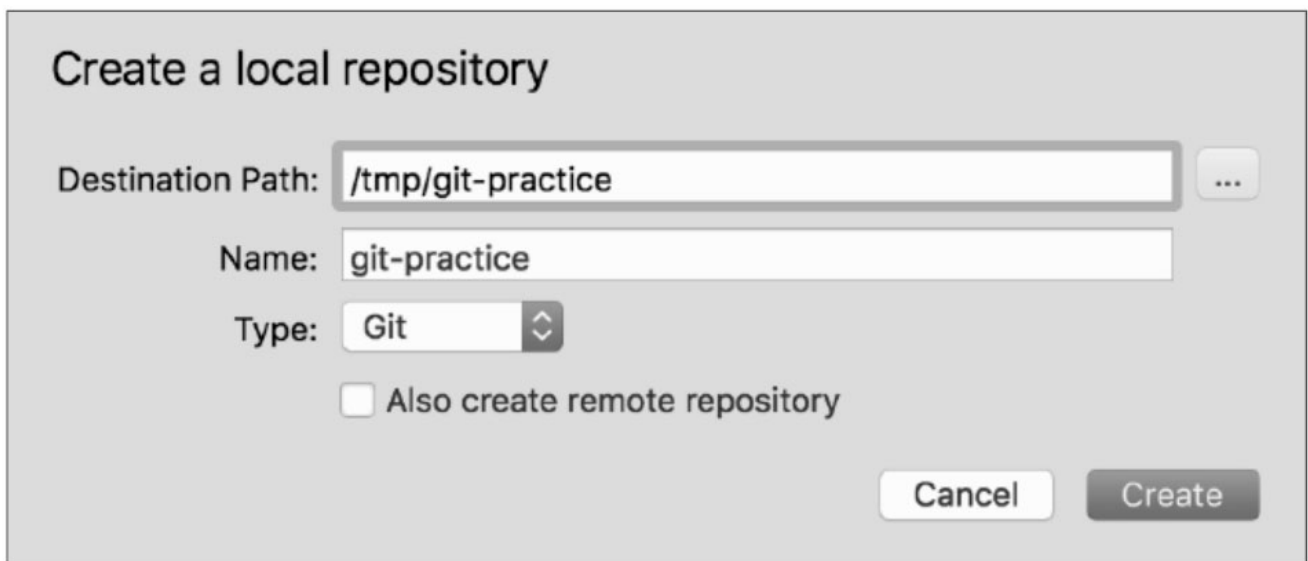 Create a local repository
Destination Path: /tmp/git-practice ...
Name: git-practice
Type: Git
Also create remote repository
Cancel Create